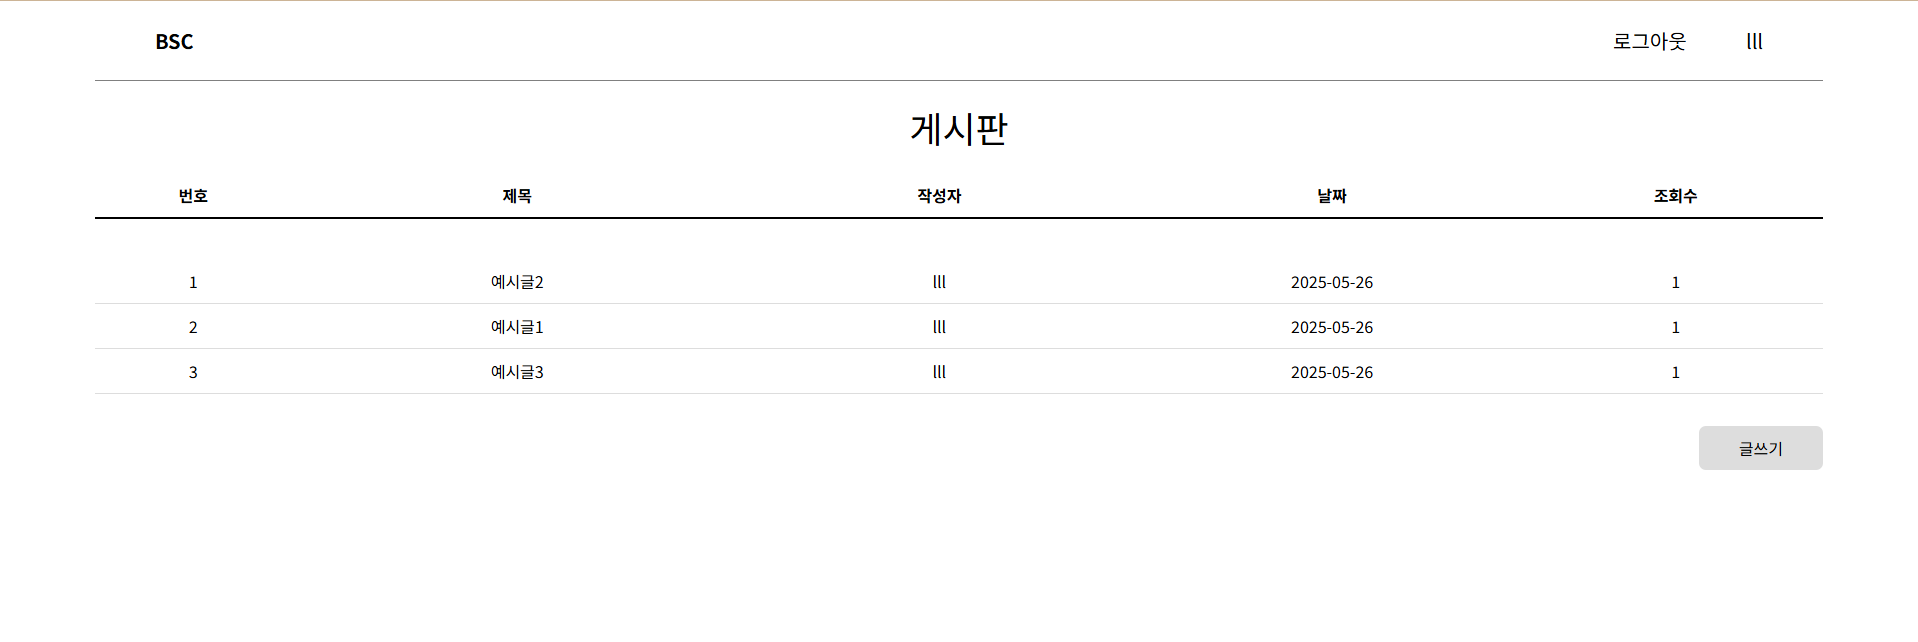 BSC 로그아웃 lll
게시판
번호 제목 작성자 날짜 조회수
1 예시글2 lll 2025-05-26 1
2 예시글1 lll 2025-05-26 1
3 예시글3 lll 2025-05-26 1
글쓰기